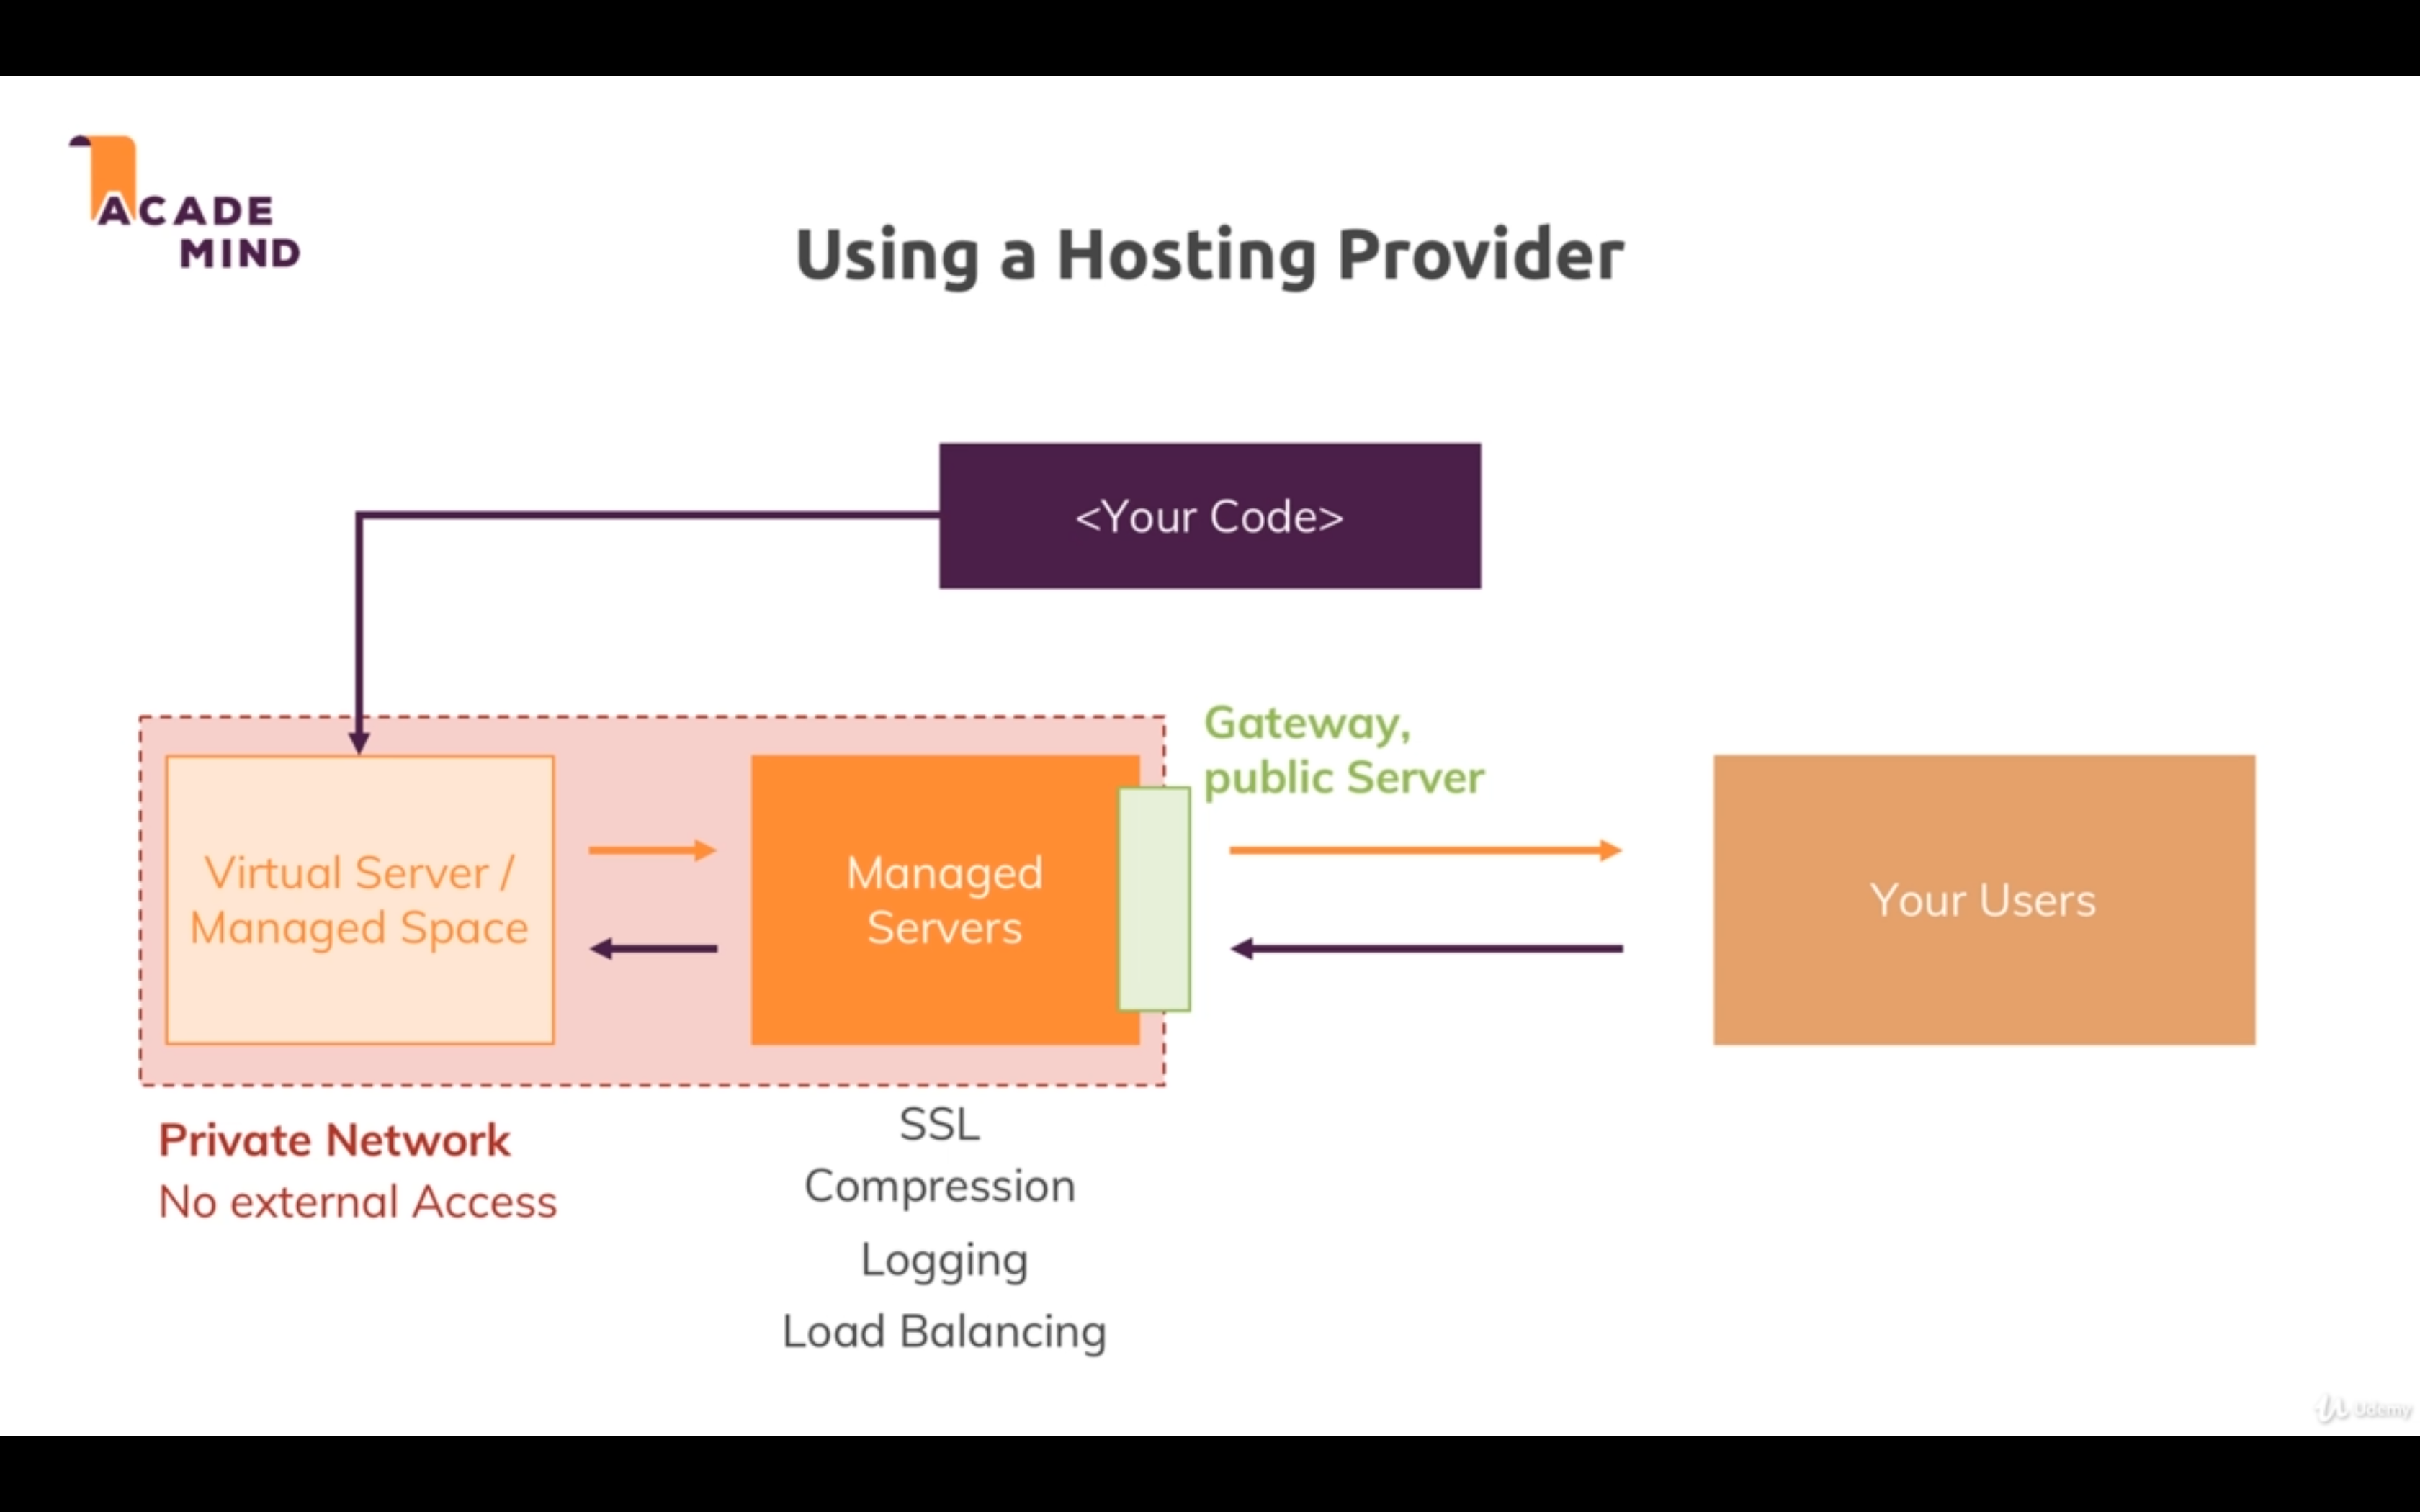 ACADE
MIND
Using a Hosting Provider
<Your Code>
Gateway,
public Server
Virtual Server /
Managed Space
Managed
Servers
Your Users
Private Network
No external Access
SSL
Compression
Logging
Load Balancing
Udemy